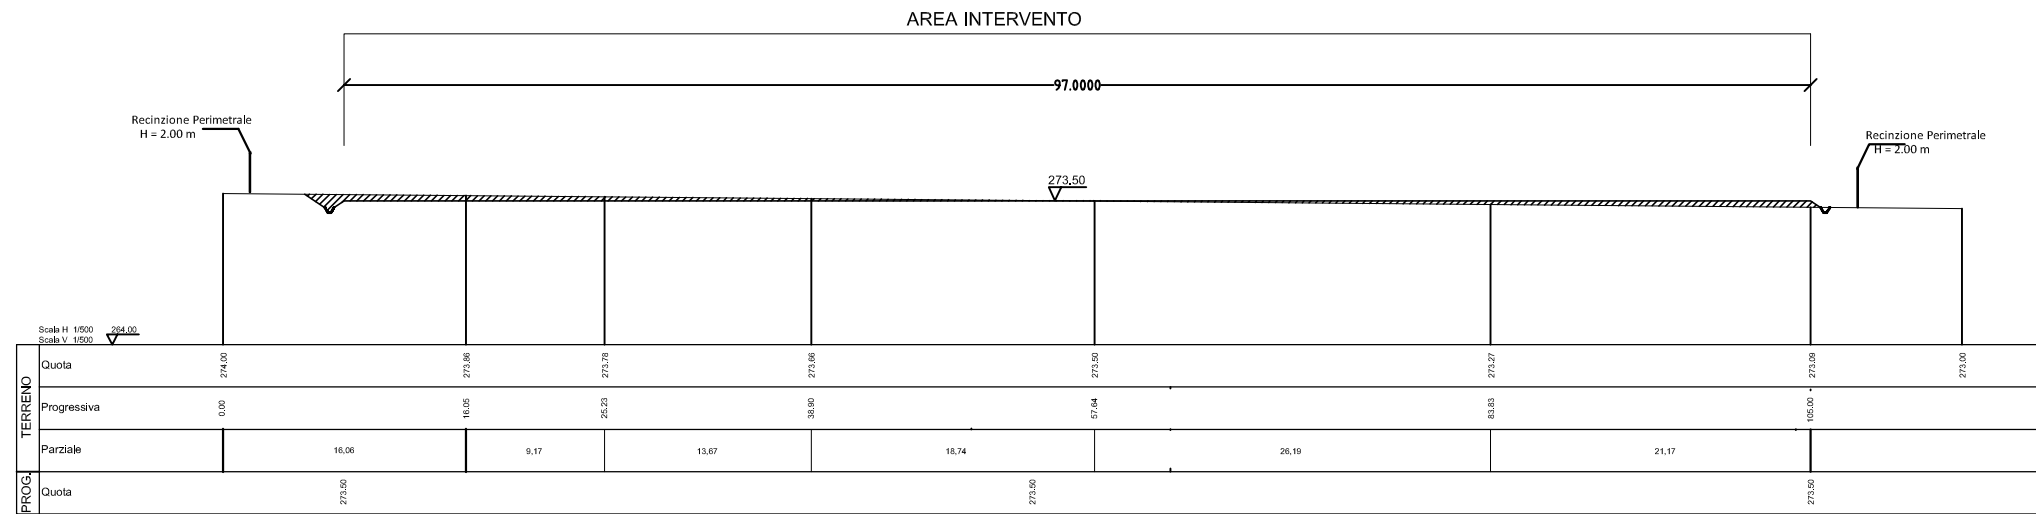 AREA INTERVENTO
97.0000
Recinzione Perimetrale
H = 2.00 m
Recinzione Perimetrale
H = 2.00 m
273.50
Scala H 1/500
Scala V 1/500
264.00
TERRENO
Quota
274.00
273.86
273.78
273.66
273.50
273.27
273.09
273.00
Progressiva
0.00
16.05
25.23
38.90
57.64
83.83
105.00
Parziale
16,06
9,17
13,67
18,74
26,19
21,17
PROG.
Quota
273.50
273.50
273.50